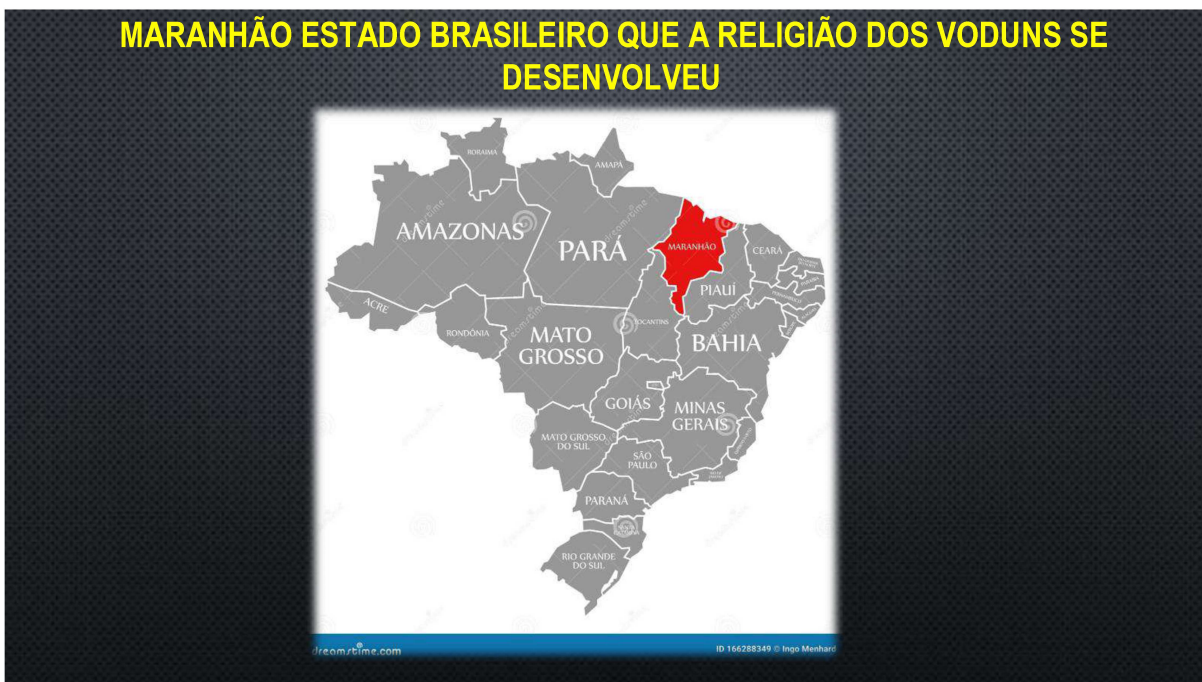 MARANHÃO ESTADO BRASILEIRO QUE A RELIGIÃO DOS VODUNS SE
DESENVOLVEU
RORAIMA
AMAPÁ
AMAZONAS
PARÁ
MARANHÃO
CEARÁ
PIAUÍ
PERNAMBUCO
ACRE
RONDÔNIA
TOCANTINS
MATO
GROSSO
BAHIA
GOIÁS
MINAS
GERAIS
MATO GROSSO
DO SUL
SÃO
PAULO
PARANÁ
RIO GRANDE
DO SUL
dreamstime.com
ID 166288349 © Ingo Menhard